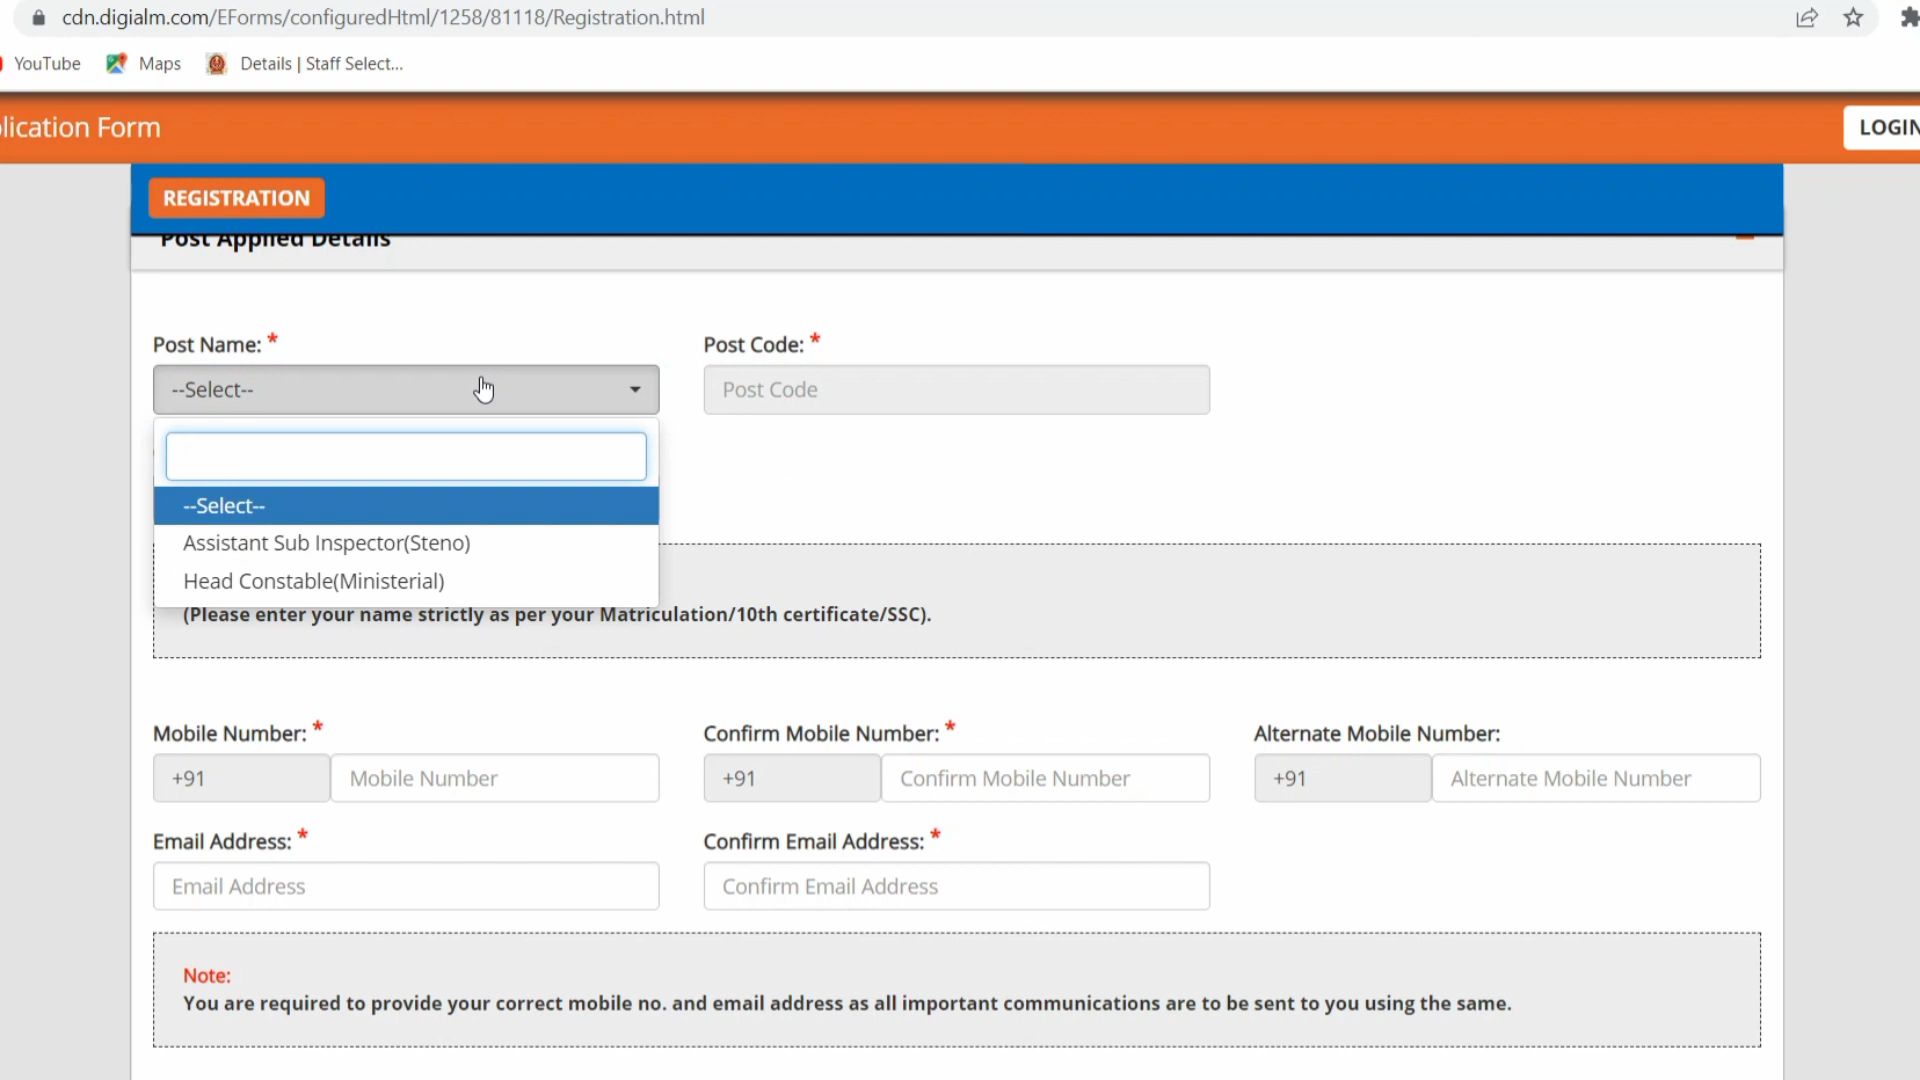 cdn.digialm.com/EForms/configuredHtml/1258/81118/Registration.html
YouTube Maps Details | Staff Select...
lication Form
LOGIN
REGISTRATION
Post Applied Details
Post Name: * Post Code: *
--Select-- Post Code
--Select--
Assistant Sub Inspector(Steno)
Head Constable(Ministerial)
(Please enter your name strictly as per your Matriculation/10th certificate/SSC).
Mobile Number: * Confirm Mobile Number: * Alternate Mobile Number:
+91 Mobile Number +91 Confirm Mobile Number +91 Alternate Mobile Number
Email Address: * Confirm Email Address: *
Email Address Confirm Email Address
Note:
You are required to provide your correct mobile no. and email address as all important communications are to be sent to you using the same.